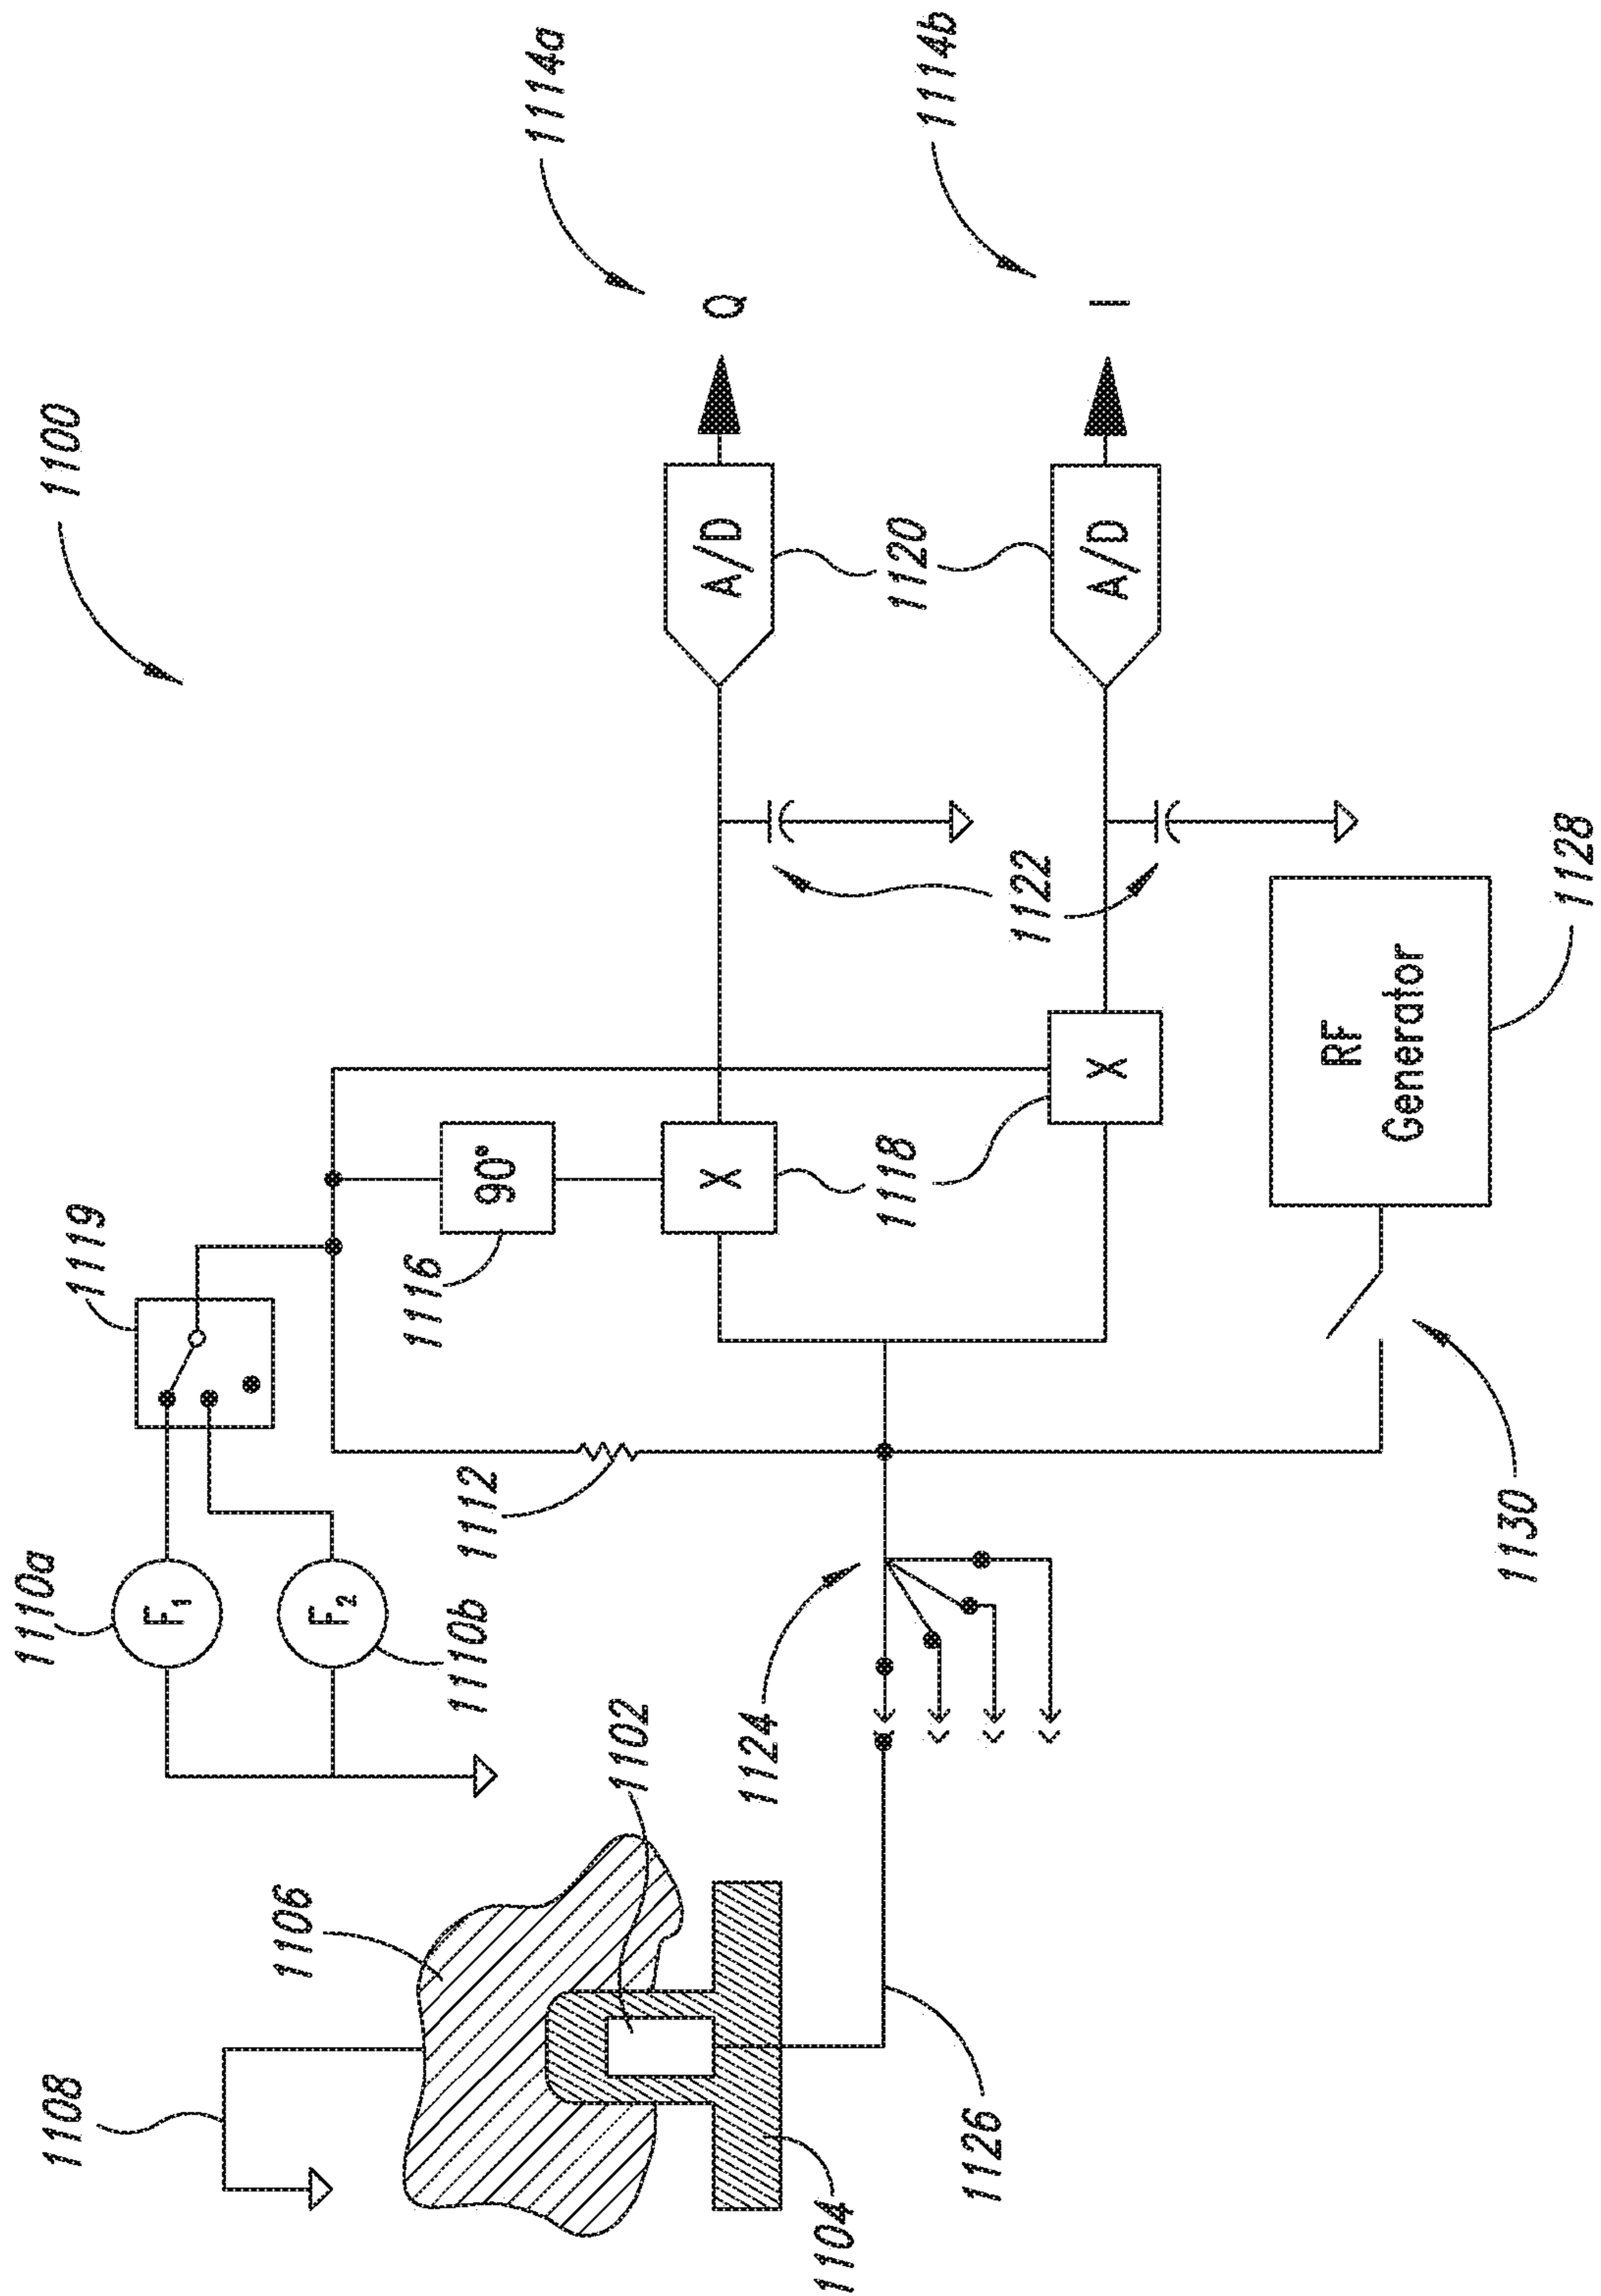 1100
1108
1106
1110a
F₁
F₂
1110b
1119
1112
1116
90°
1102
X
X
1118
A/D
A/D
1120
Q
I
1114a
1114b
1122
1124
1104
1126
1130
RF
Generator
1128